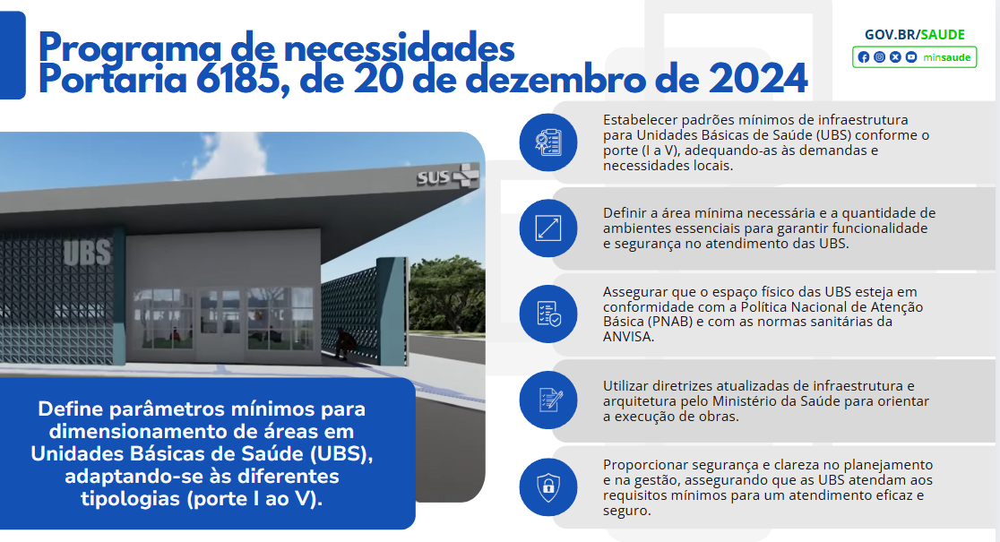 Programa de necessidades
Portaria 6185, de 20 de dezembro de 2024
GOV.BR/SAUDE
minsaude
SUS
UBS
Define parâmetros mínimos para
dimensionamento de áreas em
Unidades Básicas de Saúde (UBS),
adaptando-se às diferentes
tipologias (porte I ao V).
Estabelecer padrões mínimos de infraestrutura
para Unidades Básicas de Saúde (UBS) conforme o
porte (I a V), adequando-as às demandas e
necessidades locais.
Definir a área mínima necessária e a quantidade de
ambientes essenciais para garantir funcionalidade
e segurança no atendimento das UBS.
Assegurar que o espaço físico das UBS esteja em
conformidade com a Política Nacional de Atenção
Básica (PNAB) e com as normas sanitárias da
ANVISA.
Utilizar diretrizes atualizadas de infraestrutura e
arquitetura pelo Ministério da Saúde para orientar
a execução de obras.
Proporcionar segurança e clareza no planejamento
e na gestão, assegurando que as UBS atendam aos
requisitos mínimos para um atendimento eficaz e
seguro.